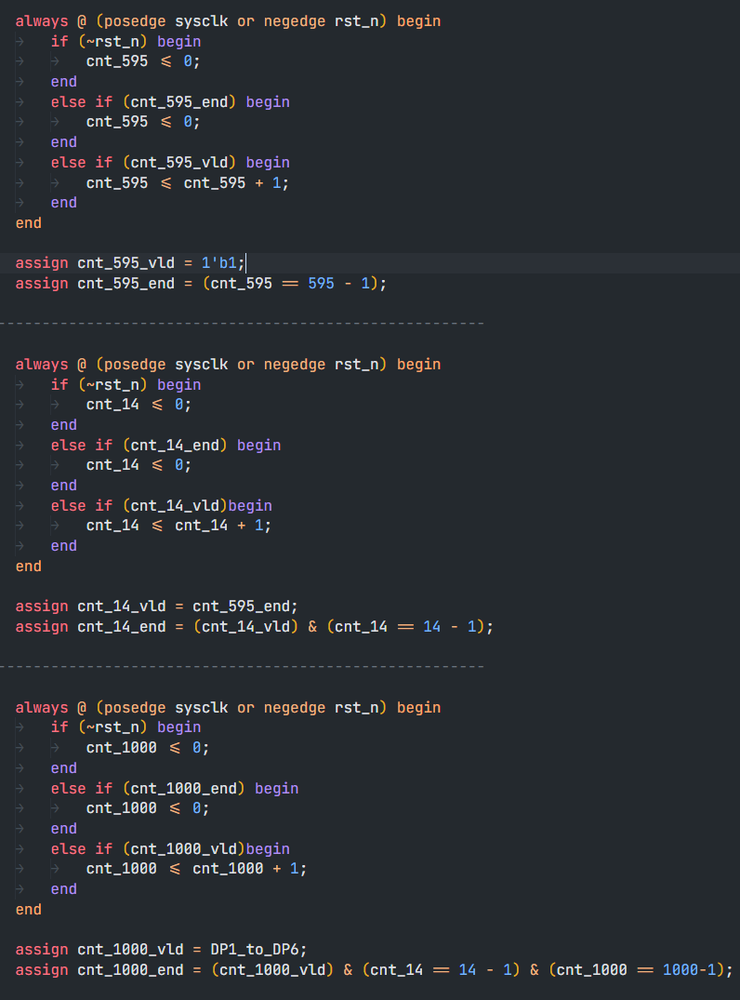 always @ (posedge sysclk or negedge rst_n) begin
if (~rst_n) begin
cnt_595 <= 0;
end
else if (cnt_595_end) begin
cnt_595 <= 0;
end
else if (cnt_595_vld) begin
cnt_595 <= cnt_595 + 1;
end
end
assign cnt_595_vld = 1'b1;
assign cnt_595_end = (cnt_595 == 595 - 1);
-------------------------------------------------------
always @ (posedge sysclk or negedge rst_n) begin
if (~rst_n) begin
cnt_14 <= 0;
end
else if (cnt_14_end) begin
cnt_14 <= 0;
end
else if (cnt_14_vld)begin
cnt_14 <= cnt_14 + 1;
end
end
assign cnt_14_vld = cnt_595_end;
assign cnt_14_end = (cnt_14_vld) & (cnt_14 == 14 - 1);
-------------------------------------------------------
always @ (posedge sysclk or negedge rst_n) begin
if (~rst_n) begin
cnt_1000 <= 0;
end
else if (cnt_1000_end) begin
cnt_1000 <= 0;
end
else if (cnt_1000_vld)begin
cnt_1000 <= cnt_1000 + 1;
end
end
assign cnt_1000_vld = DP1_to_DP6;
assign cnt_1000_end = (cnt_1000_vld) & (cnt_14 == 14 - 1) & (cnt_1000 == 1000-1);